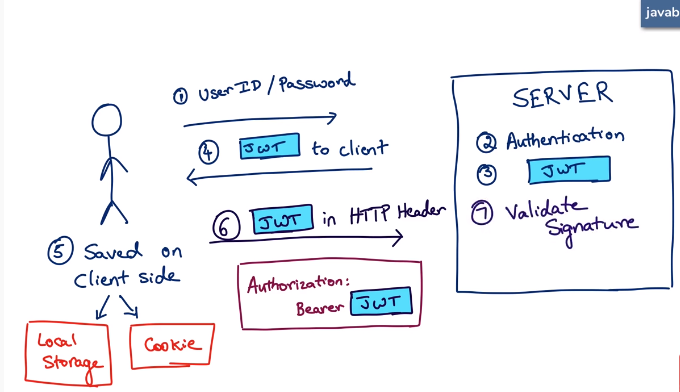 javab
① UserID / Password
④ JWT to client
⑥ JWT in HTTP Header
Authorization:
Bearer JWT
⑤ Saved on
Client side
Local
Storage
Cookie
SERVER
② Authentication
③ JWT
⑦ Validate
Signature